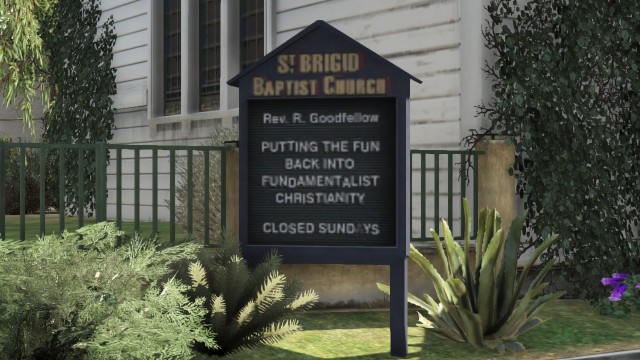 St BRIGID
BAPTIST CHURCH
Rev. R. Goodfellow
PUTTING THE FUN
BACK INTO
FUNDAMENTALIST
CHRISTIANITY
CLOSED SUNDAYS